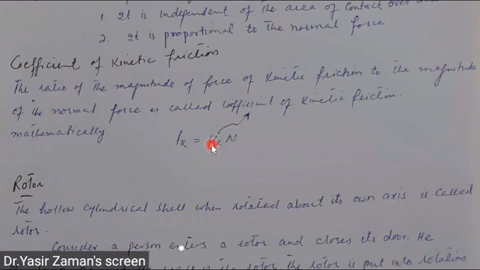 1. It is independent of the area of contact over
2. It is proportional to the normal force
Coefficient of Kinetic friction
The ratio of the magnitude of force of Kinetic friction to the magnitude
of the normal force is called coefficient of Kinetic friction.
mathematically
fk = μk N
Rotor
The hollow cylindrical shell when rotated about its own axis is called
rotor.
Consider a person enters a rotor and closes its door. He
the rotor is put into rotation
Dr.Yasir Zaman's screen